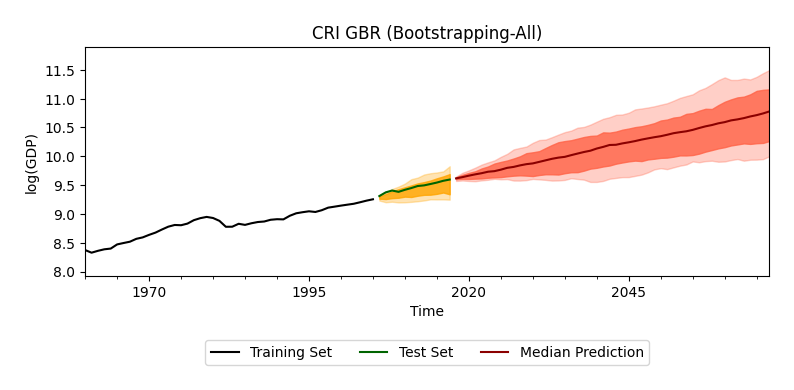 CRI GBR (Bootstrapping-All)
11.5
11.0
10.5
10.0
9.5
9.0
8.5
8.0
log(GDP)
1970 1995 2020 2045
Time
Training Set Test Set Median Prediction